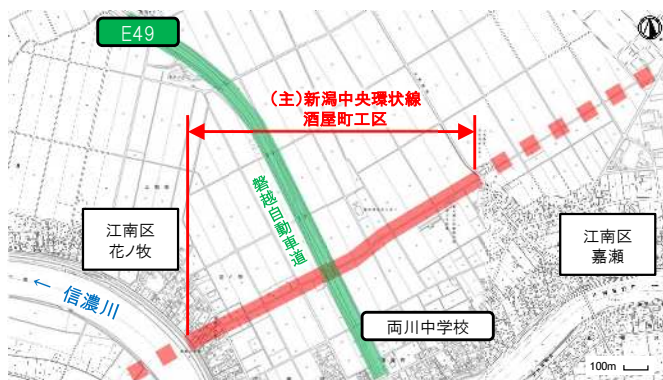 E49
(主)新潟中央環状線
酒屋町工区
磐越自動車道
江南区
花ノ牧
江南区
嘉瀬
← 信濃川
両川中学校
100m